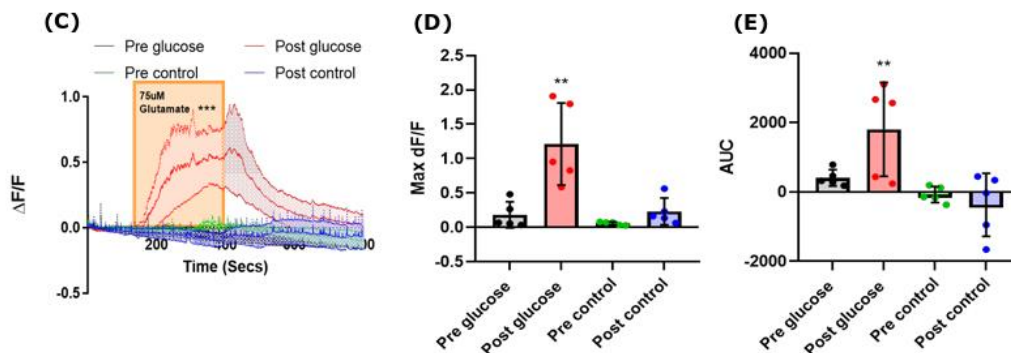 (C)
Pre glucose
Post glucose
Pre control
Post control
ΔF/F
1.0
0.5
0.0
-0.5
75uM
Glutamate
***
200
400
Time (Secs)
(D)
Max dF/F
2.5
2.0
1.5
1.0
0.5
0.0
-0.5
**
Pre glucose
Post glucose
Pre control
Post control
(E)
AUC
4000
2000
0
-2000
**
Pre glucose
Post glucose
Pre control
Post control